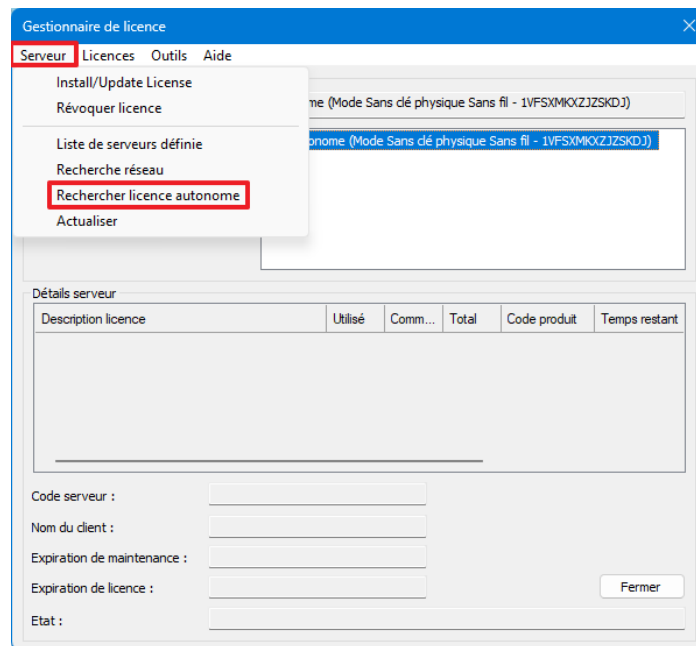 Gestionnaire de licence
Serveur Licences Outils Aide
Install/Update License
Révoquer licence
Liste de serveurs définie
Recherche réseau
Rechercher licence autonome
Actualiser
me (Mode Sans clé physique Sans fil - 1VFSXMKXZJZSKDJ)
onome (Mode Sans clé physique Sans fil - 1VFSXMKXZJZSKDJ)
Détails serveur
Description licence Utilisé Comm... Total Code produit Temps restant
Code serveur :
Nom du client :
Expiration de maintenance :
Expiration de licence :
Fermer
Etat :